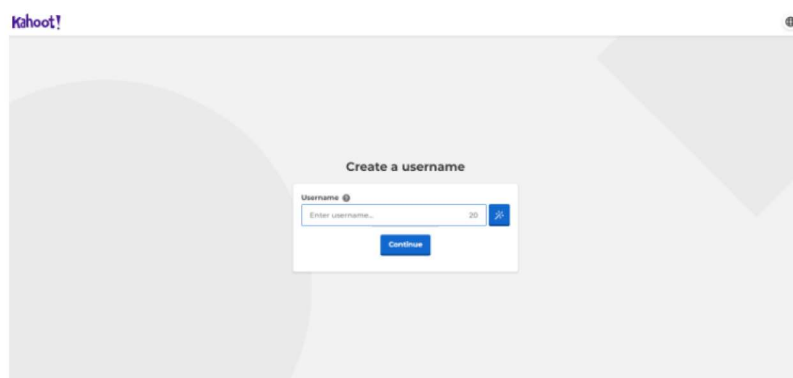 Kahoot!
Create a username
Username
Enter username... 20
Continue